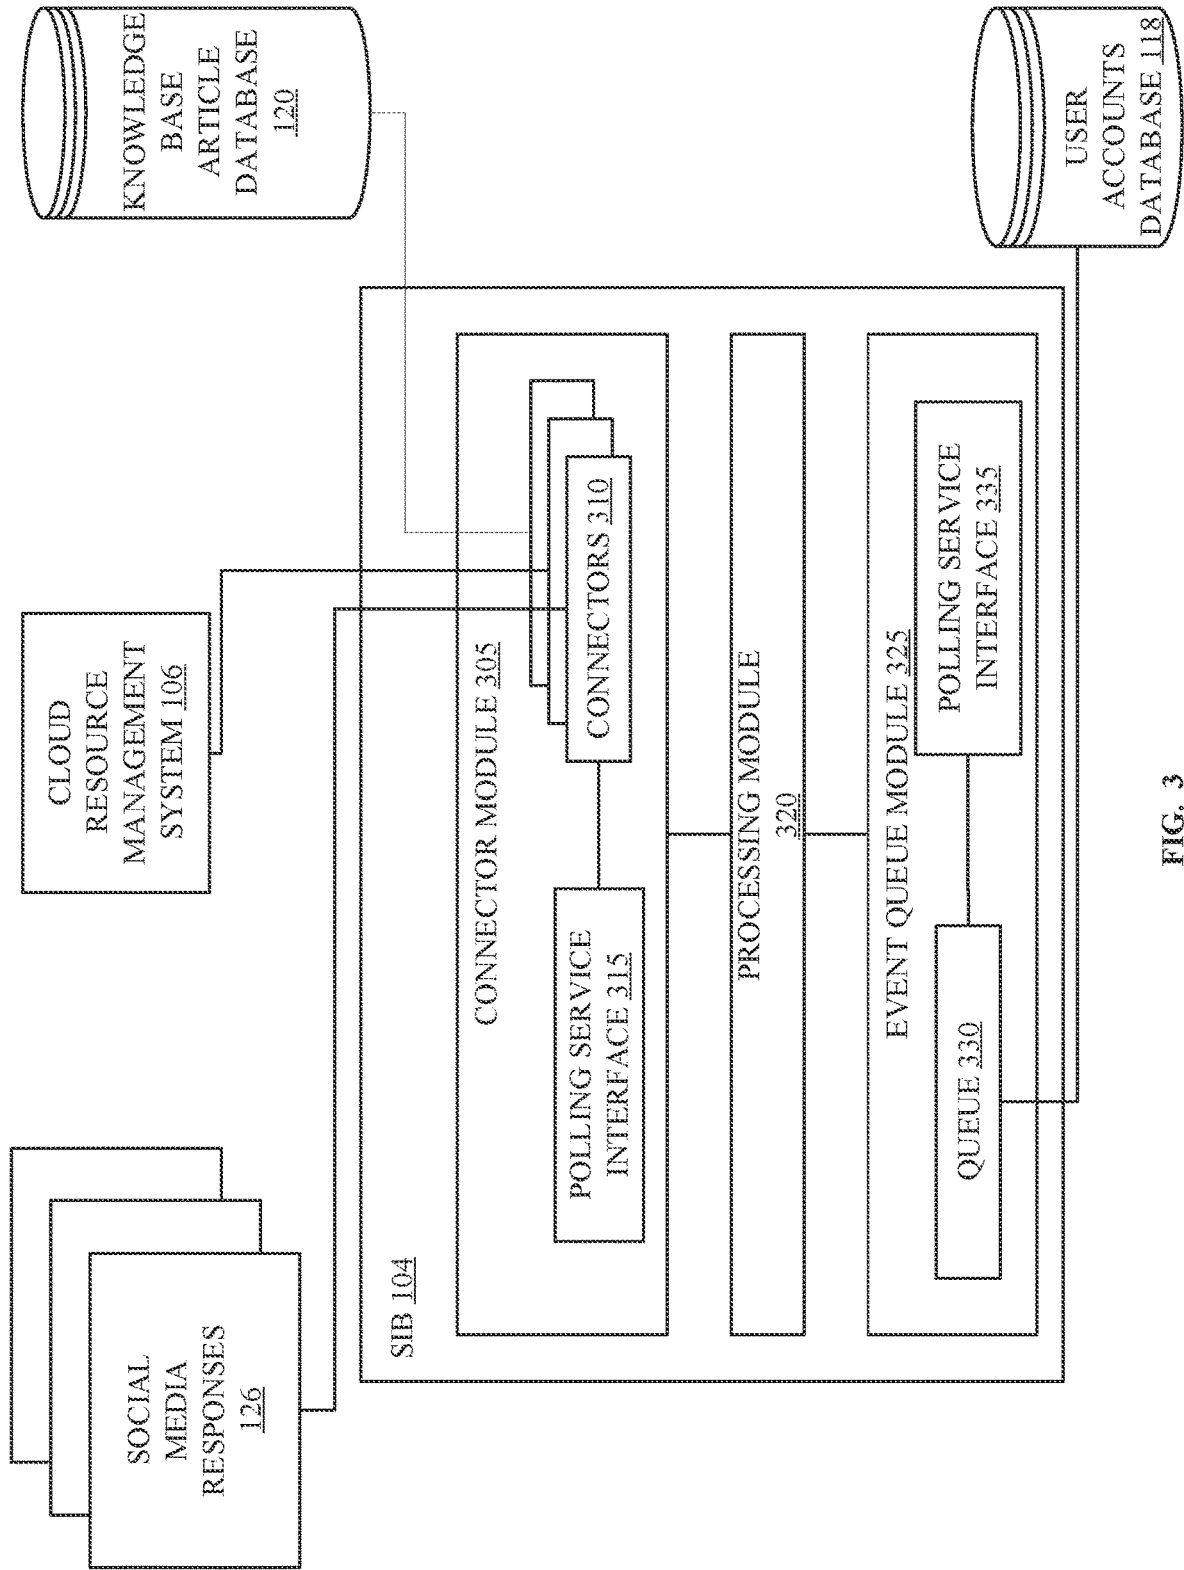 SOCIAL
MEDIA
RESPONSES
126
CLOUD
RESOURCE
MANAGEMENT
SYSTEM 106
KNOWLEDGE
BASE
ARTICLE
DATABASE
120
SIB 104
CONNECTOR MODULE 305
POLLING SERVICE
INTERFACE 315
CONNECTORS 310
PROCESSING MODULE
320
EVENT QUEUE MODULE 325
QUEUE 330
POLLING SERVICE
INTERFACE 335
USER
ACCOUNTS
DATABASE 118
FIG. 3